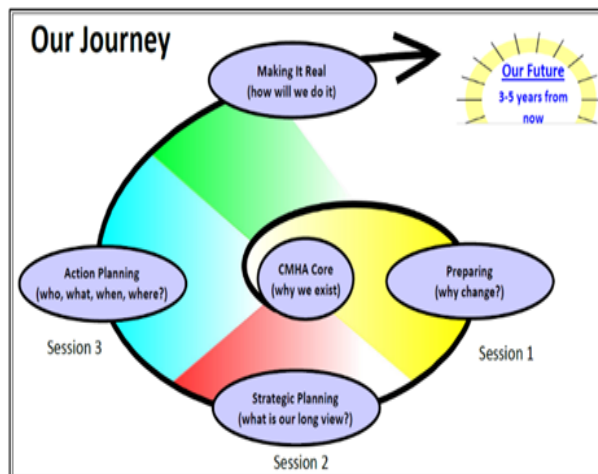 Our Journey
Making It Real
(how will we do it)
Our Future
3-5 years from
now
CMHA Core
(why we exist)
Preparing
(why change?)
Session 1
Action Planning
(who, what, when, where?)
Session 3
Strategic Planning
(what is our long view?)
Session 2